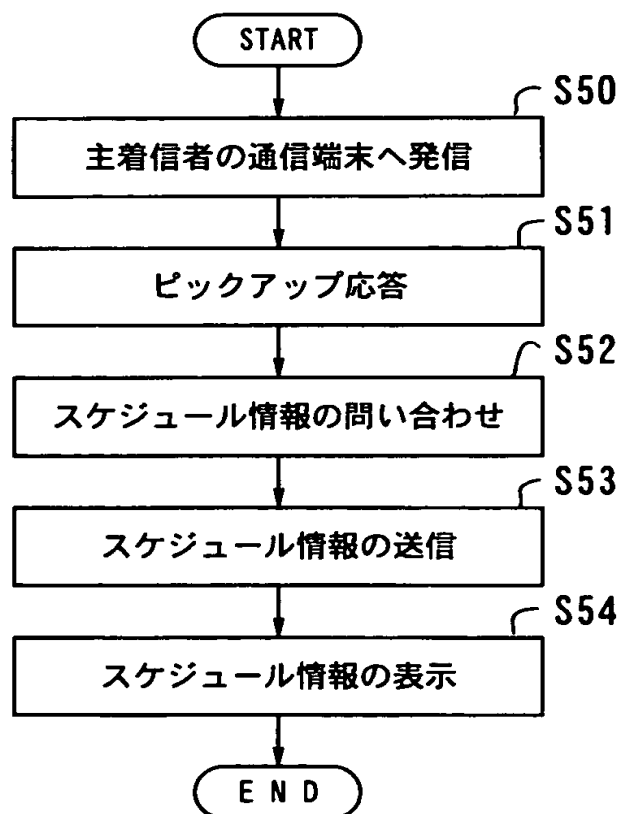 START
S50
主着信者の通信端末へ発信
S51
ピックアップ応答
S52
スケジュール情報の問い合わせ
S53
スケジュール情報の送信
S54
スケジュール情報の表示
END